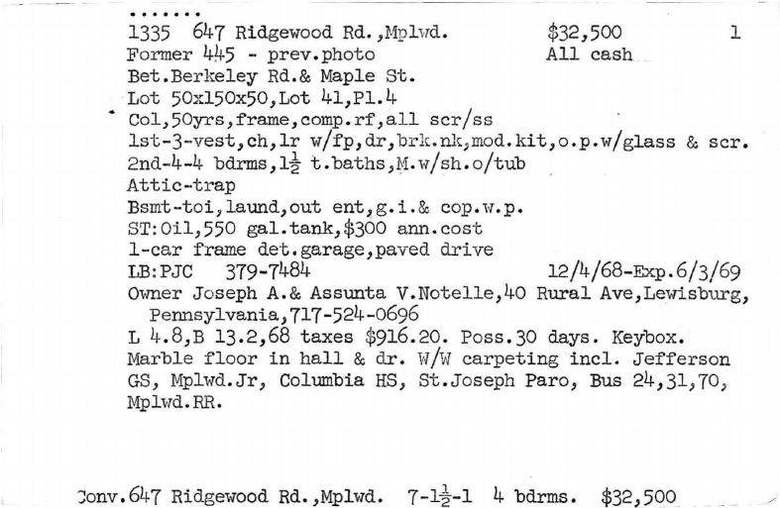 .......
1335 647 Ridgewood Rd.,Mplwd. $32,500 1
Former 445 - prev.photo All cash
Bet.Berkeley Rd.& Maple St.
Lot 50x150x50,Lot 41,Pl.4
Col,50yrs,frame,comp.rf,all scr/ss
1st-3-vest,ch,lr w/fp,dr,brk.nk,mod.kit,o.p.w/glass & scr.
2nd-4-4 bdrms,1½ t.baths,M.w/sh.o/tub
Attic-trap
Bsmt-toi,laund,out ent,g.i.& cop.w.p.
ST:Oil,550 gal.tank,$300 ann.cost
1-car frame det.garage,paved drive
LB:PJC 379-7484 12/4/68-Exp.6/3/69
Owner Joseph A.& Assunta V.Notelle,40 Rural Ave,Lewisburg,
Pennsylvania,717-524-0696
L 4.8,B 13.2,68 taxes $916.20. Poss.30 days. Keybox.
Marble floor in hall & dr. W/W carpeting incl. Jefferson
GS, Mplwd.Jr, Columbia HS, St.Joseph Paro, Bus 24,31,70,
Mplwd.RR.
Conv.647 Ridgewood Rd.,Mplwd. 7-1½-1 4 bdrms. $32,500